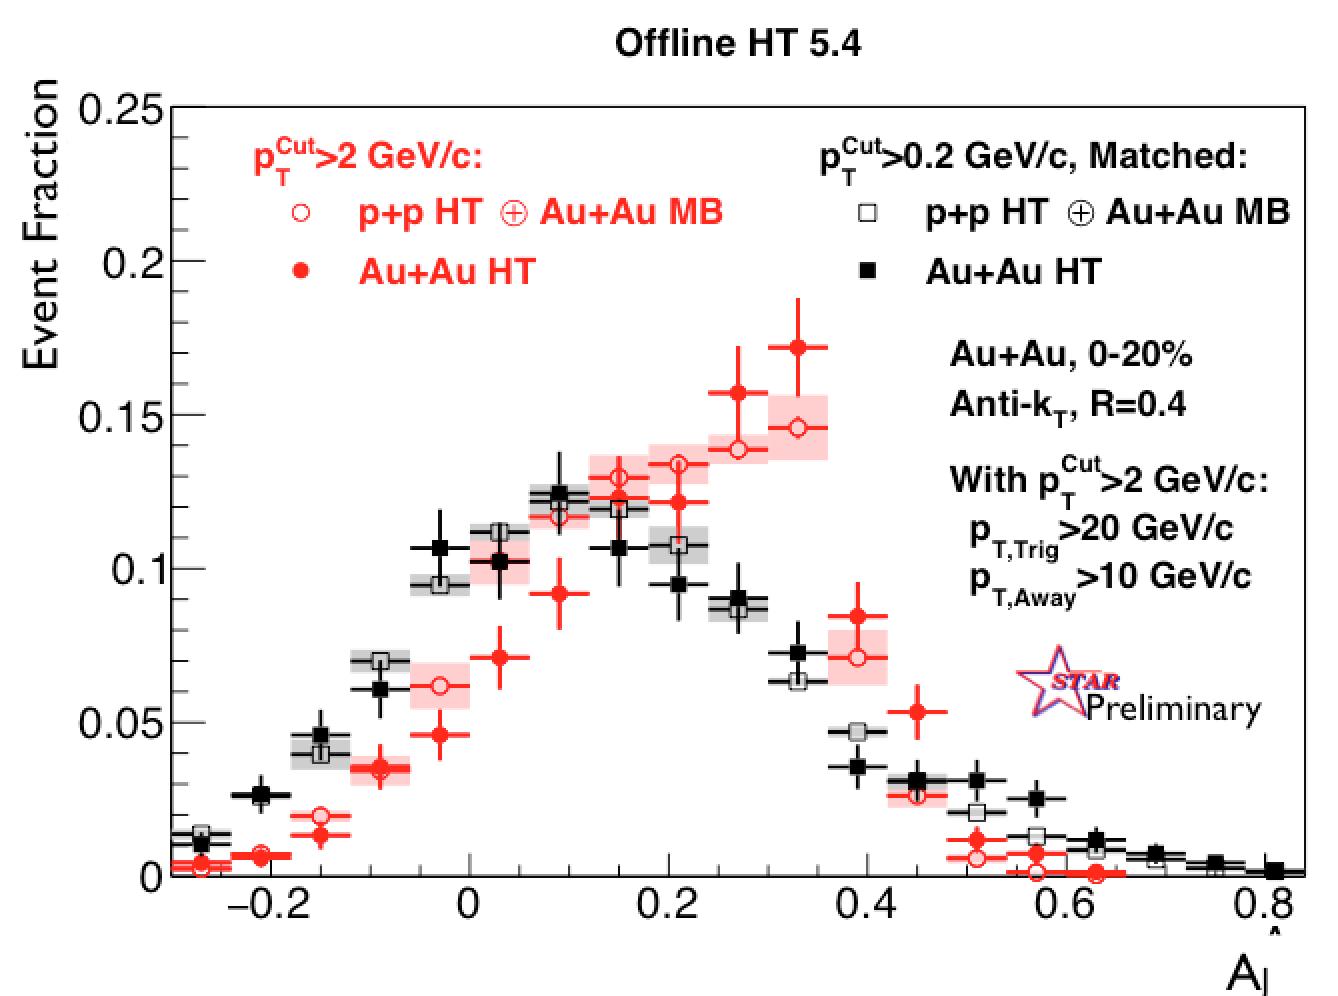 Offline HT 5.4
Event Fraction
0.25
0.2
0.15
0.1
0.05
0
p_T^Cut>2 GeV/c:
p+p HT ⊕ Au+Au MB
Au+Au HT
p_T^Cut>0.2 GeV/c, Matched:
p+p HT ⊕ Au+Au MB
Au+Au HT
Au+Au, 0-20%
Anti-k_T, R=0.4
With p_T^Cut>2 GeV/c:
p_T,Trig>20 GeV/c
p_T,Away>10 GeV/c
STAR
Preliminary
−0.2 0 0.2 0.4 0.6 0.8